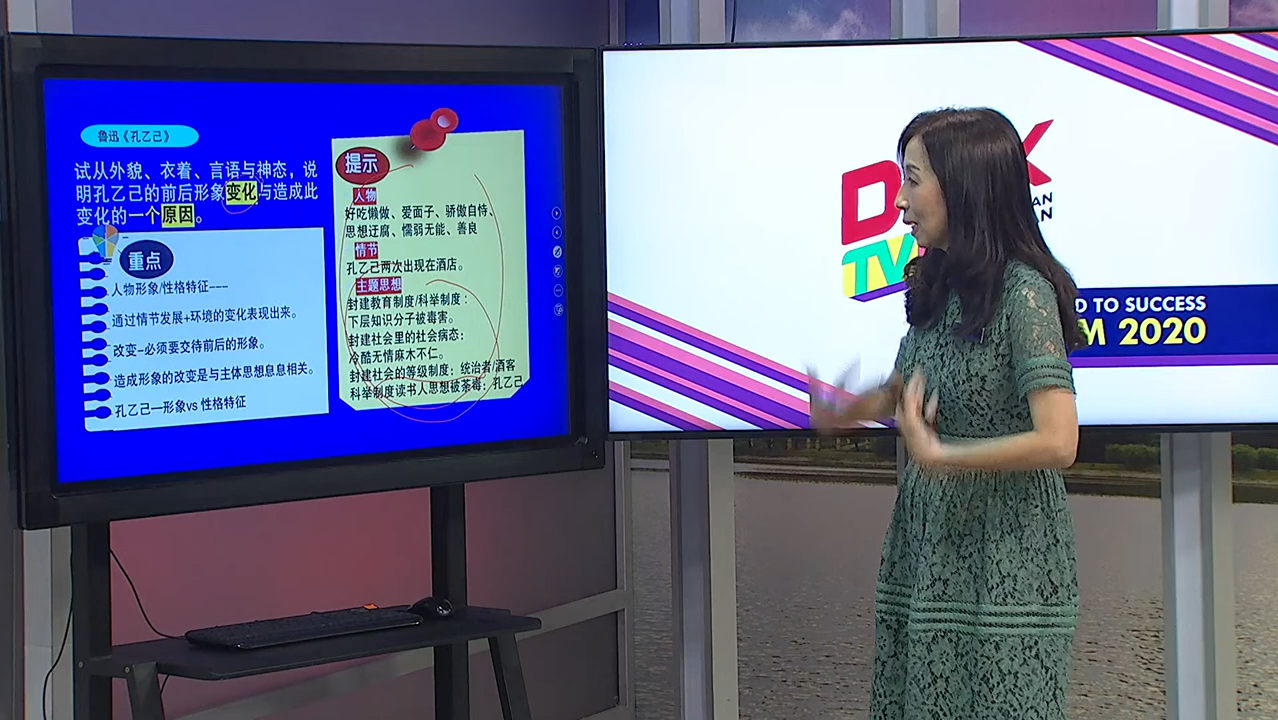 鲁迅《孔乙己》
试从外貌、衣着、言语与神态，说
明孔乙己的前后形象变化与造成此
变化的一个原因。
重点
人物形象/性格特征---
通过情节发展+环境的变化表现出来。
改变-必须要交待前后的形象。
造成形象的改变是与主体思想息息相关。
孔乙己—形象vs 性格特征
提示
人物
好吃懒做、爱面子、骄傲自恃、
思想迂腐、懦弱无能、善良
情节
孔乙己两次出现在酒店。
主题思想
封建教育制度/科举制度：
下层知识分子被毒害。
封建社会里的社会病态：
冷酷无情麻木不仁。
封建社会的等级制度：统治者/酒客
科举制度读书人思想被荼毒：孔乙己
D K
TV
AN
N
D TO SUCCESS
M 2020